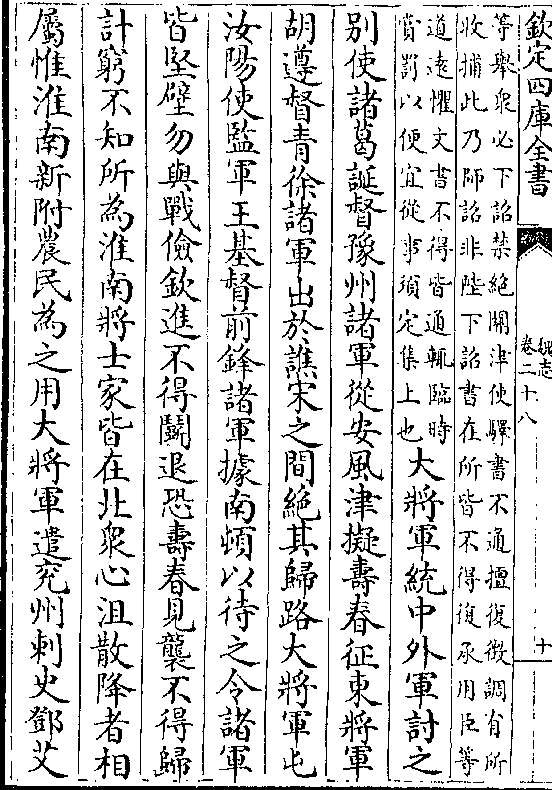 欽定四庫全書
魏志
卷二十八
十
等舉衆必下詔禁絶關津使驛書不通擅復徵調有所
收捕此乃師詔非陛下詔書在所皆不得復承用臣等
道遠懼文書不得皆通輒臨時
賞罰以便宜從事須定集上也
大將軍統中外軍討之
别使諸葛誕督豫州諸軍從安風津擬壽春征東將軍
胡遵督青徐諸軍出於譙宋之間絶其歸路大將軍屯
汝陽使監軍王基督前鋒諸軍據南頓以待之令諸軍
皆堅壁勿與戰儉欽進不得鬬退恐壽春見襲不得歸
計窮不知所為淮南將士家皆在北衆心沮散降者相
屬惟淮南新附農民為之用大將軍遣兖州刺史鄧艾